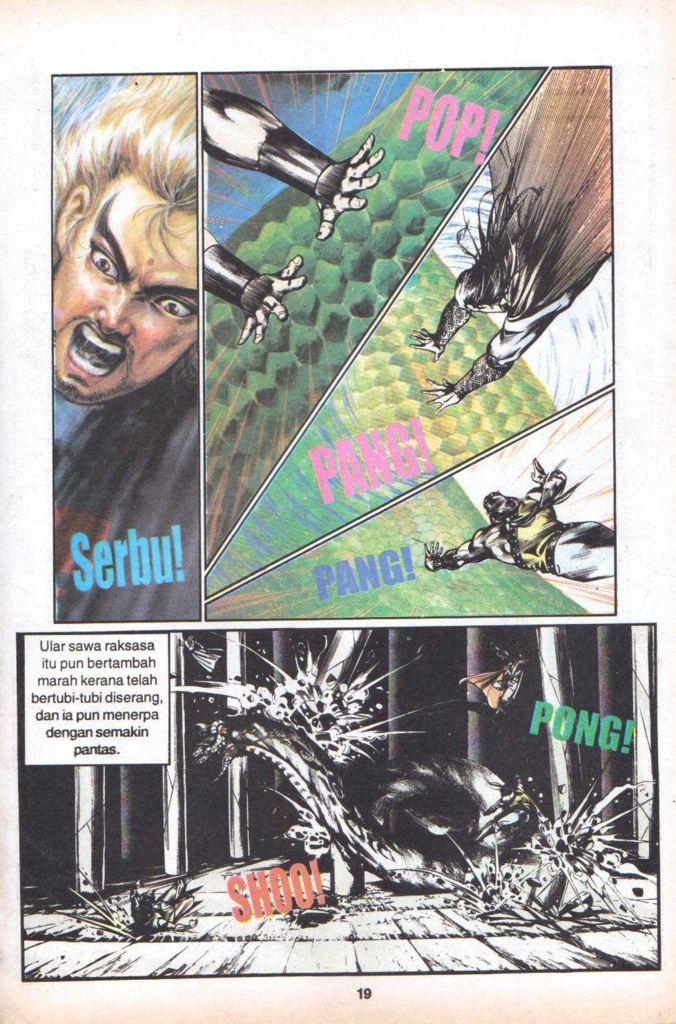 Serbu!
POP!
PANG!
PANG!
Ular sawa raksasa
itu pun bertambah
marah kerana telah
bertubi-tubi diserang,
dan ia pun menerpa
dengan semakin
pantas.
PONG!
SHOO!
19